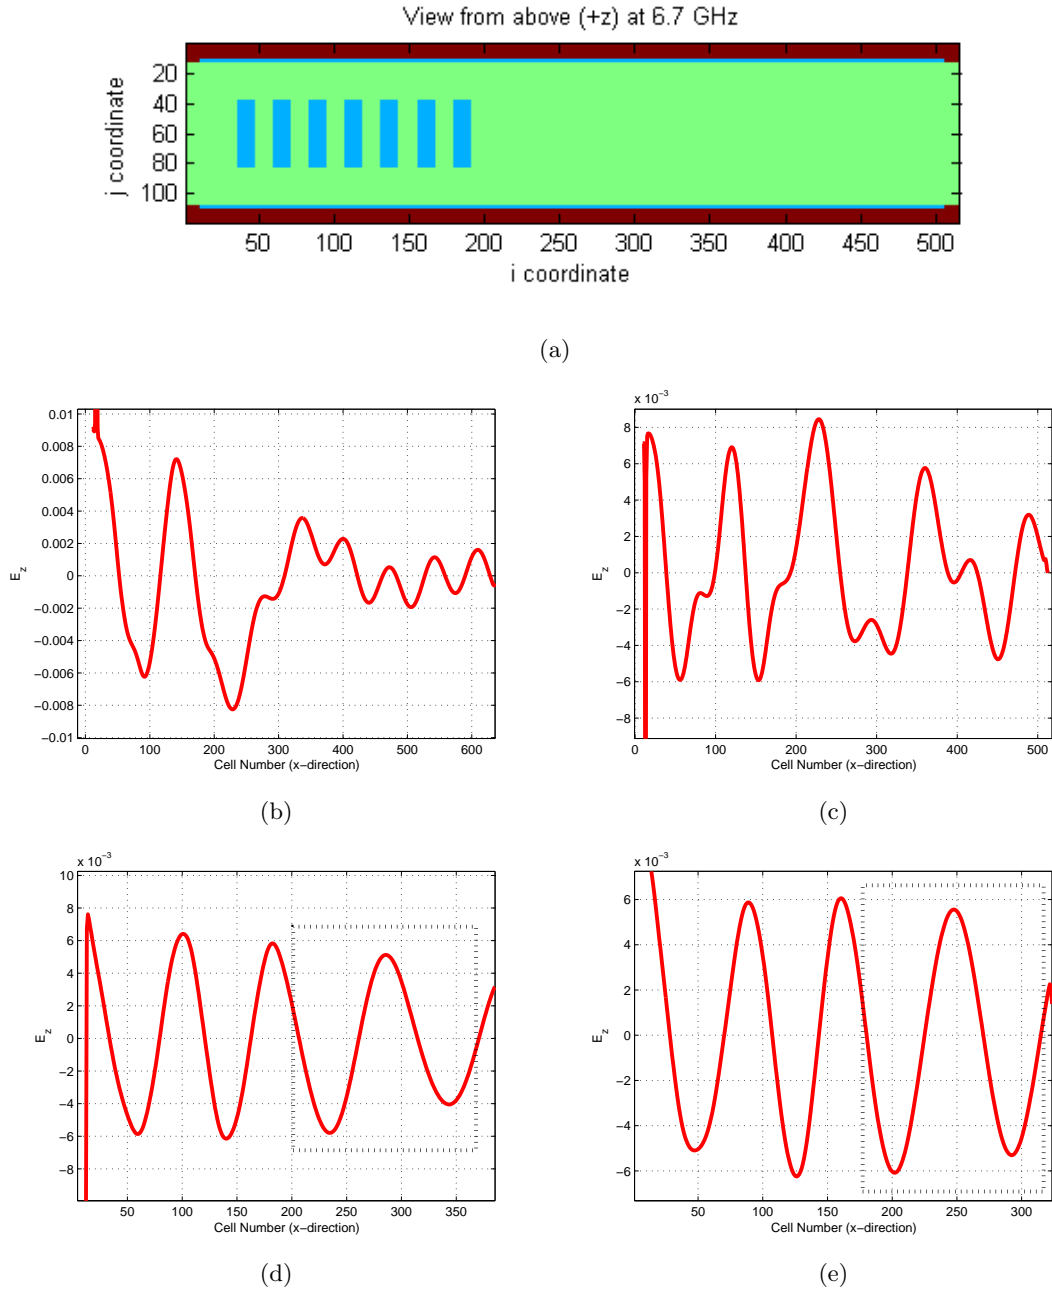 View from above (+z) at 6.7 GHz
j coordinate
20
40
60
80
100
50 100 150 200 250 300 350 400 450 500
i coordinate
(a)
0.01
0.008
0.006
0.004
0.002
0
−0.002
−0.004
−0.006
−0.008
−0.01
E_z
0 100 200 300 400 500 600
Cell Number (x−direction)
(b)
x 10^−3
8
6
4
2
0
−2
−4
−6
−8
E_z
0 100 200 300 400 500
Cell Number (x−direction)
(c)
x 10^−3
10
8
6
4
2
0
−2
−4
−6
−8
E_z
50 100 150 200 250 300 350
Cell Number (x−direction)
(d)
x 10^−3
6
4
2
0
−2
−4
−6
E_z
50 100 150 200 250 300
Cell Number (x−direction)
(e)